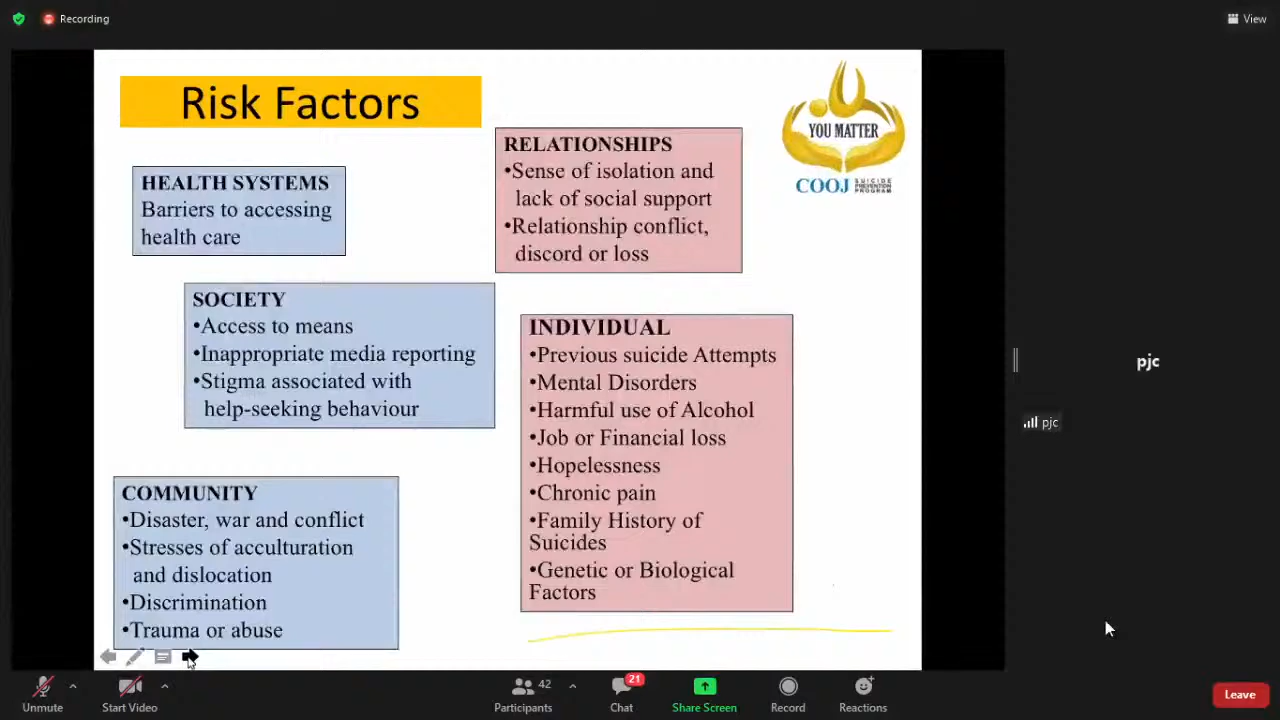 Recording
View
Risk Factors
YOU MATTER
COOJ SUICIDE PREVENTION PROGRAM
RELATIONSHIPS
•Sense of isolation and
lack of social support
•Relationship conflict,
discord or loss
HEALTH SYSTEMS
Barriers to accessing
health care
SOCIETY
•Access to means
•Inappropriate media reporting
•Stigma associated with
help-seeking behaviour
INDIVIDUAL
•Previous suicide Attempts
•Mental Disorders
•Harmful use of Alcohol
•Job or Financial loss
•Hopelessness
•Chronic pain
•Family History of
Suicides
•Genetic or Biological
Factors
COMMUNITY
•Disaster, war and conflict
•Stresses of acculturation
and dislocation
•Discrimination
•Trauma or abuse
pjc
pjc
Unmute
Start Video
42
Participants
21
Chat
Share Screen
Record
Reactions
Leave